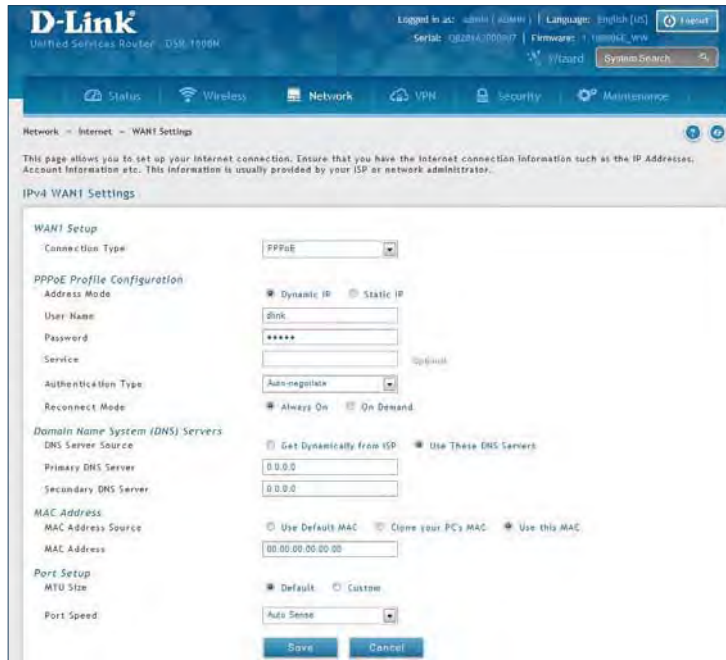 D-Link
Unified Services Router - DSR-1000N
Logged in as: admin ( ADMIN ) | Language: English [US]
Logout
Serial: | Firmware:
Wizard
System Search
Status
Wireless
Network
VPN
Security
Maintenance
Network » Internet » WAN1 Settings
This page allows you to set up your Internet connection. Ensure that you have the Internet connection information such as the IP Addresses,
Account Information etc. This information is usually provided by your ISP or network administrator.
IPv4 WAN1 Settings
WAN1 Setup
Connection Type PPPoE
PPPoE Profile Configuration
Address Mode Dynamic IP Static IP
User Name dlink
Password •••••
Service Optional
Authentication Type Auto-negotiate
Reconnect Mode Always On On Demand
Domain Name System (DNS) Servers
DNS Server Source Get Dynamically from ISP Use These DNS Servers
Primary DNS Server 0.0.0.0
Secondary DNS Server 0.0.0.0
MAC Address
MAC Address Source Use Default MAC Clone your PC's MAC Use this MAC
MAC Address 00:00:00:00:00:00
Port Setup
MTU Size Default Custom
Port Speed Auto Sense
Save Cancel